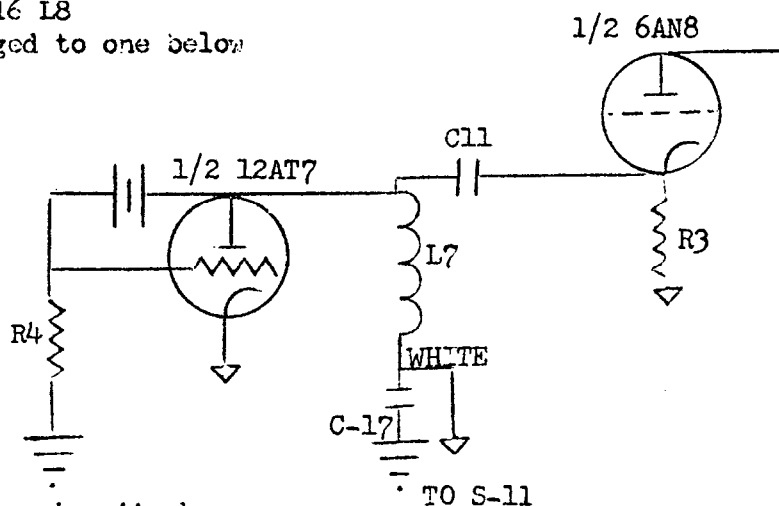 16 L8
ged to one below
1/2 6AN8
C11
1/2 12AT7
R3
L7
R4
WHITE
C-17
TO S-11